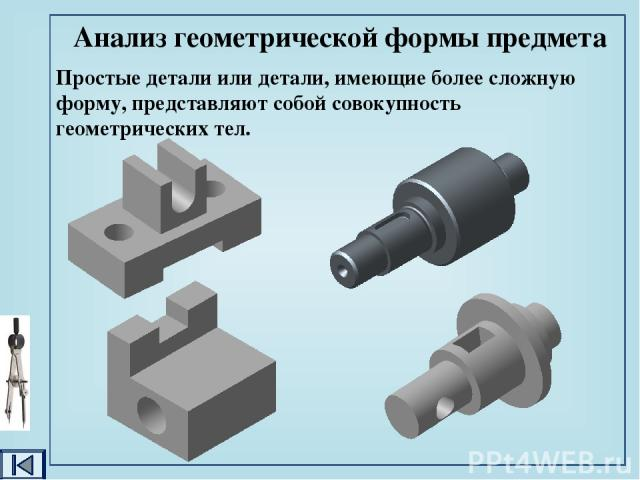 Анализ геометрической формы предмета
Простые детали или детали, имеющие более сложную
форму, представляют собой совокупность
геометрических тел.
PPt4WEB.ru